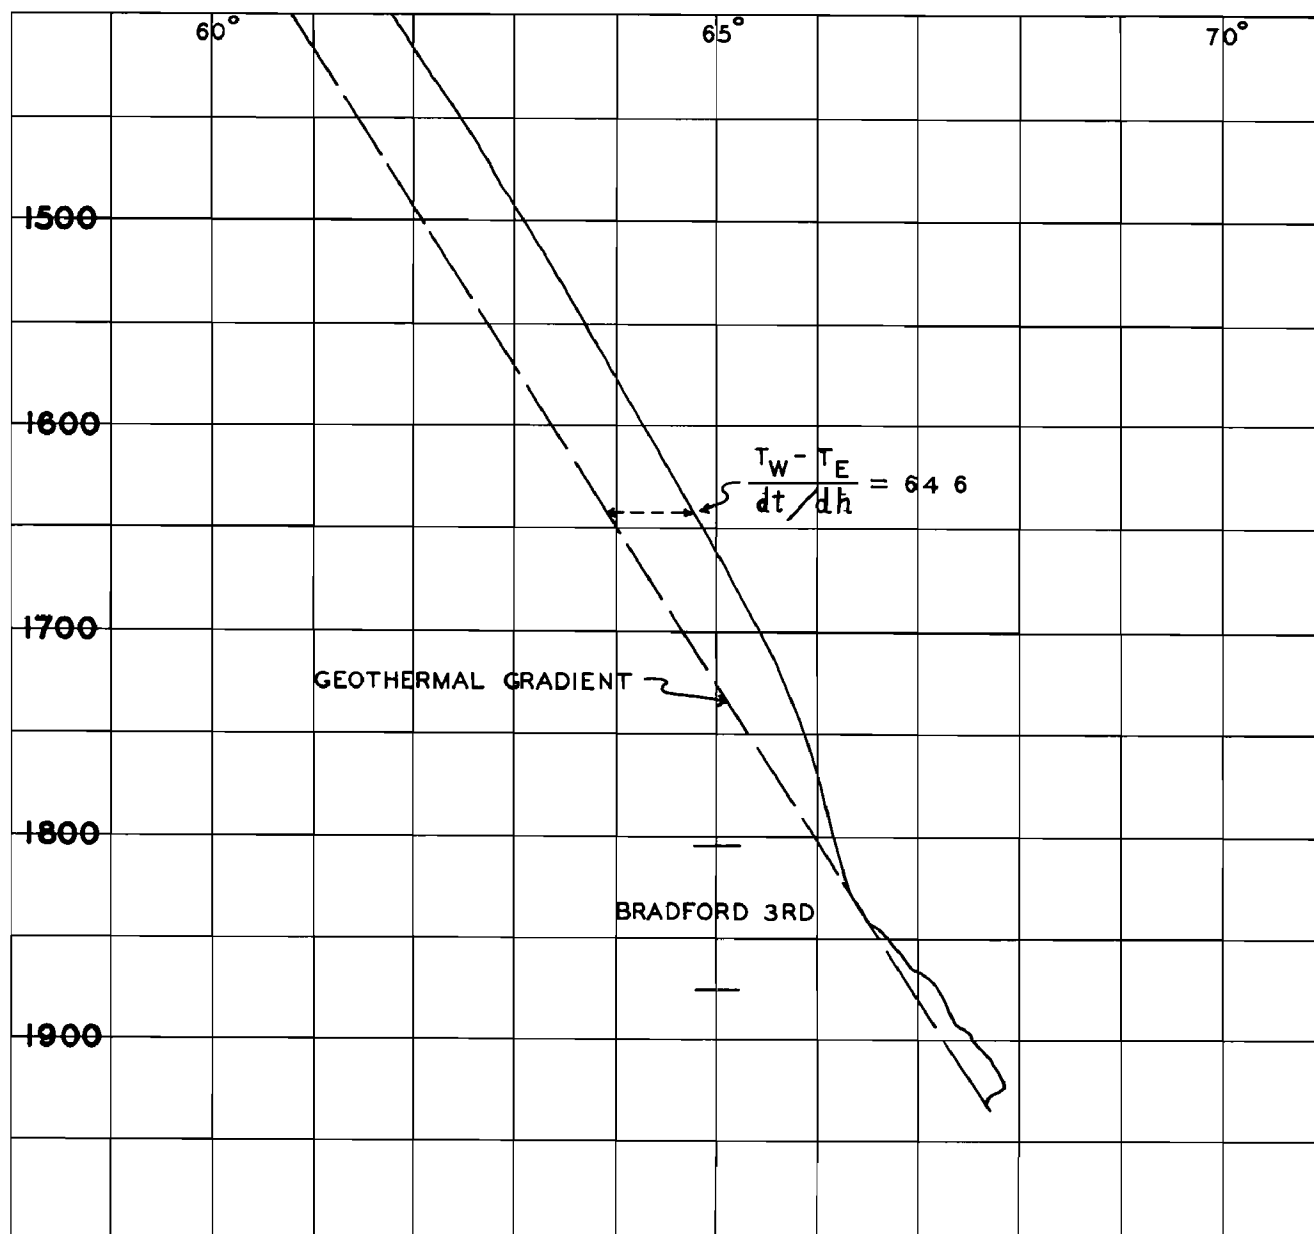 60° 65° 70°
1500
1600
T_W - T_E
dt/dh = 64 6
1700
GEOTHERMAL GRADIENT
1800
BRADFORD 3RD
1900